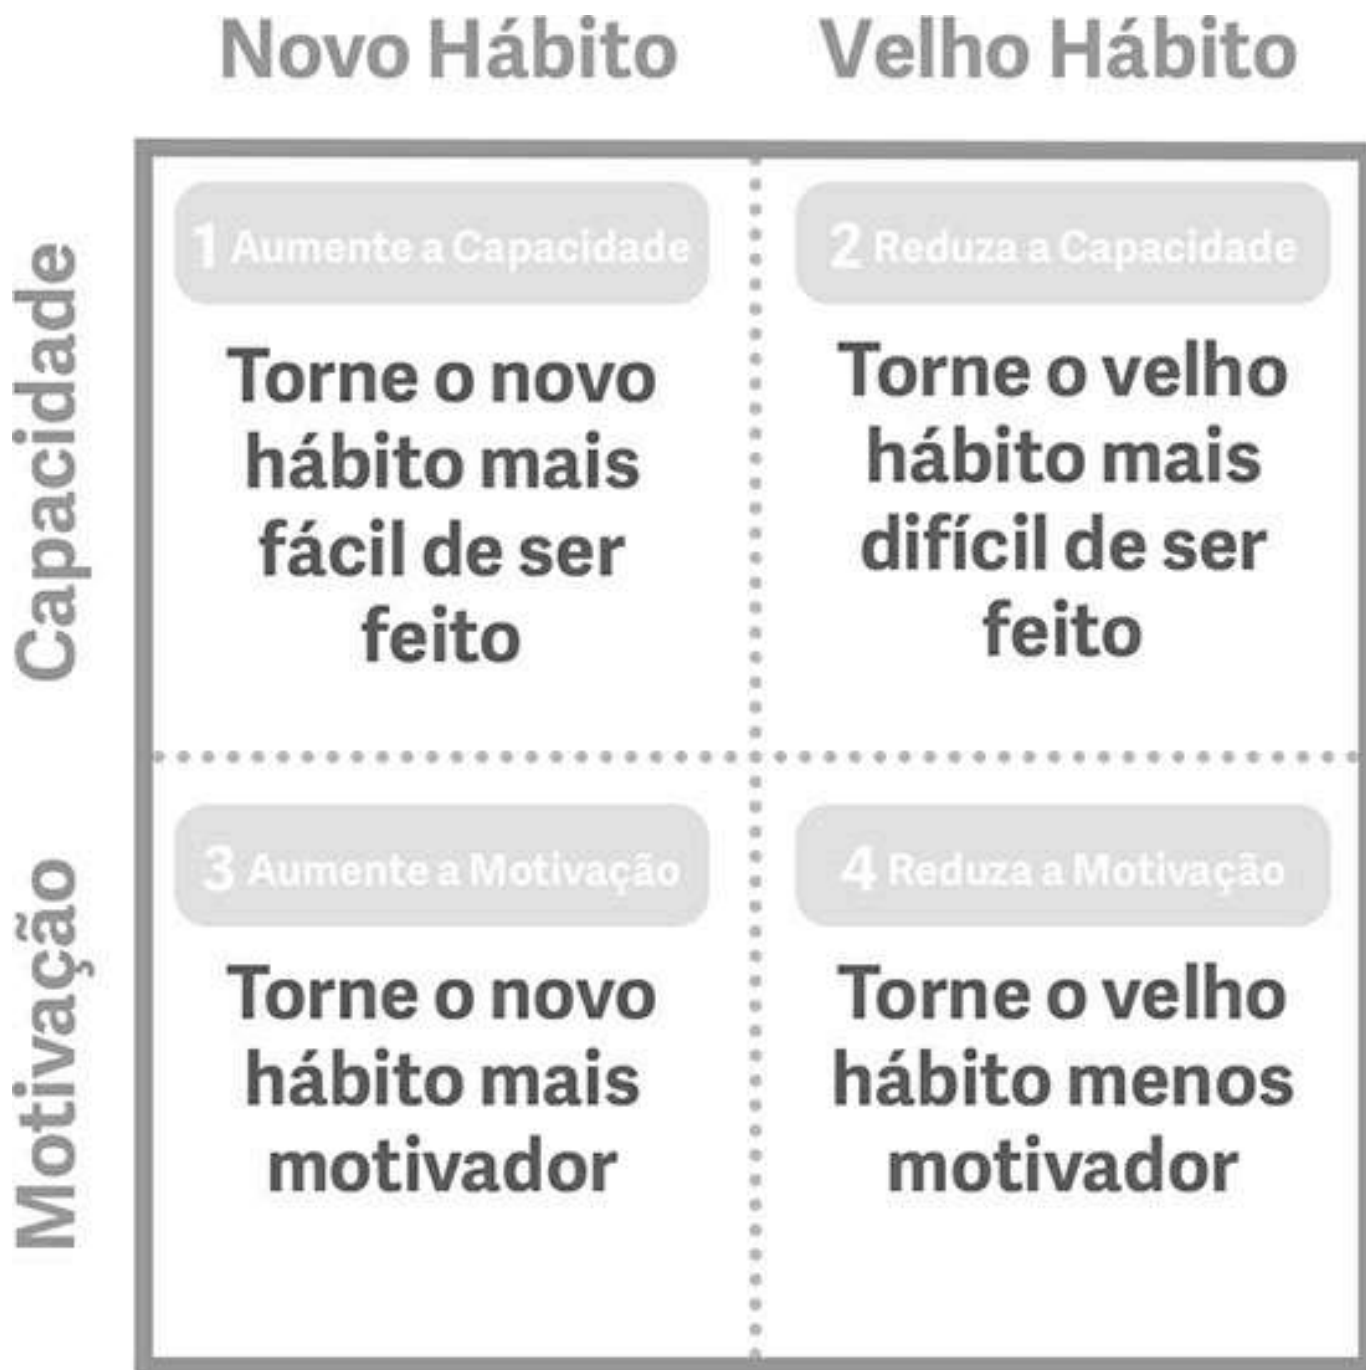 Novo Hábito
Velho Hábito
Capacidade
1 Aumente a Capacidade
Torne o novo
hábito mais
fácil de ser
feito
2 Reduza a Capacidade
Torne o velho
hábito mais
difícil de ser
feito
Motivação
3 Aumente a Motivação
Torne o novo
hábito mais
motivador
4 Reduza a Motivação
Torne o velho
hábito menos
motivador